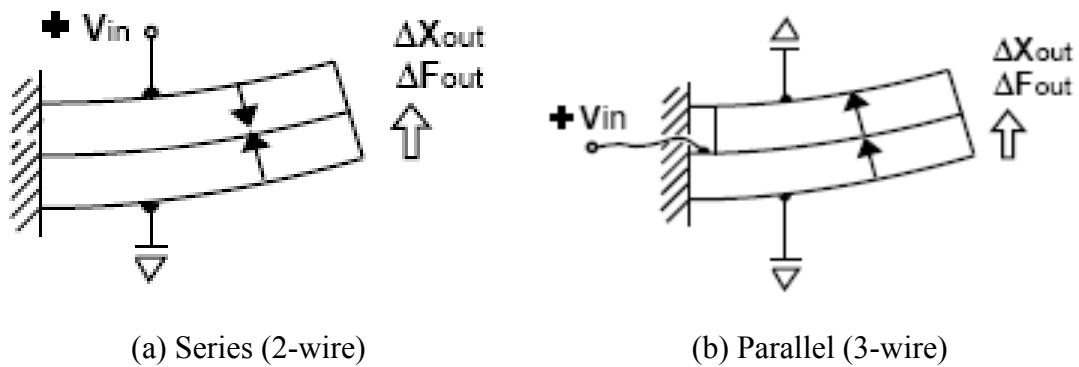 + Vin
ΔXout
ΔFout
+ Vin
ΔXout
ΔFout
(a) Series (2-wire)
(b) Parallel (3-wire)